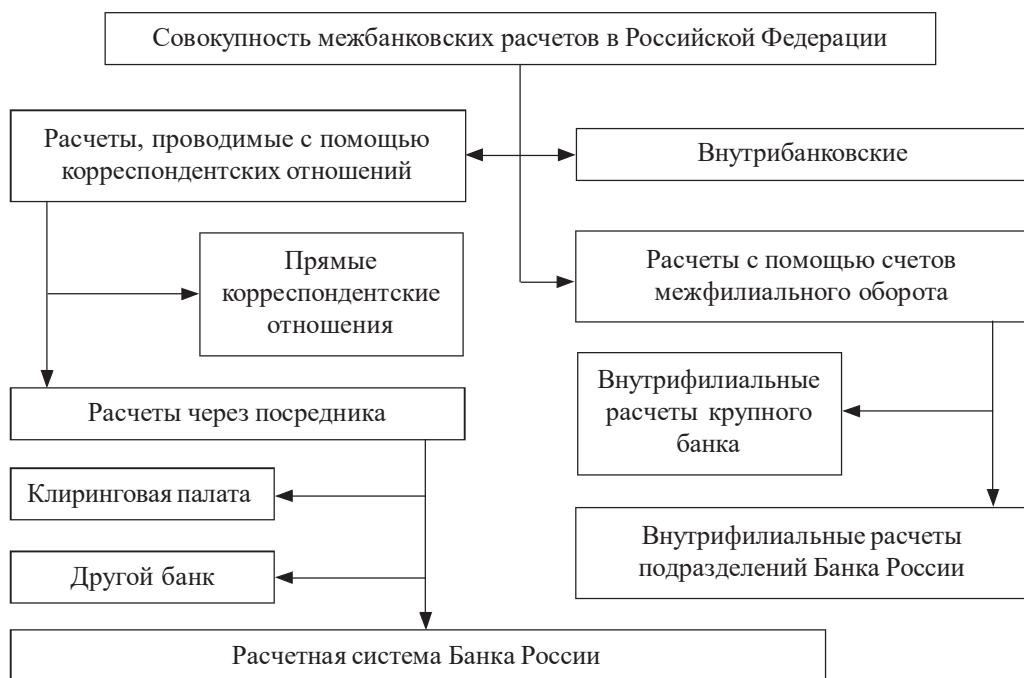 Совокупность межбанковских расчетов в Российской Федерации
Расчеты, проводимые с помощью
корреспондентских отношений
Внутрибанковские
Прямые
корреспондентские
отношения
Расчеты с помощью счетов
межфилиального оборота
Расчеты через посредника
Внутрифилиальные
расчеты крупного
банка
Клиринговая палата
Другой банк
Внутрифилиальные расчеты
подразделений Банка России
Расчетная система Банка России